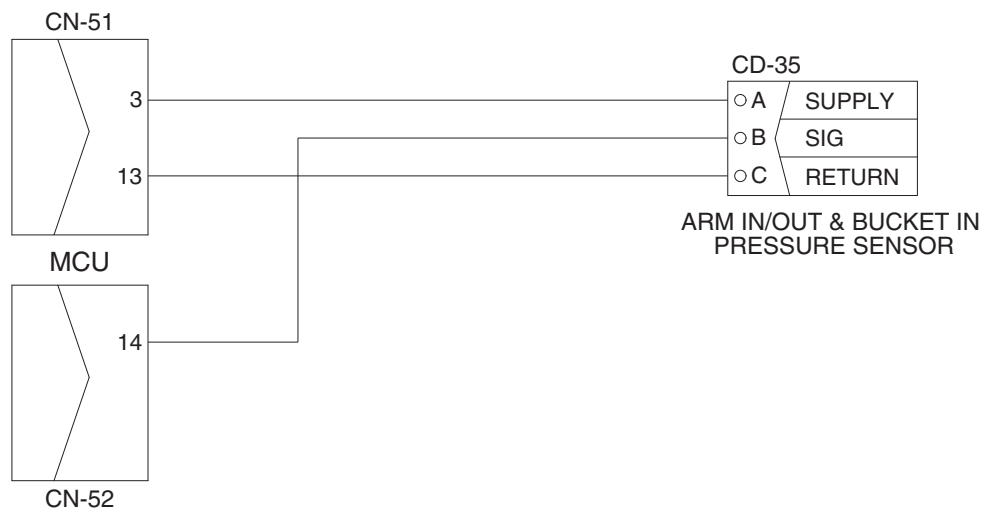 CN-51
3
13
MCU
14
CN-52
CD-35
A SUPPLY
B SIG
C RETURN
ARM IN/OUT & BUCKET IN
PRESSURE SENSOR